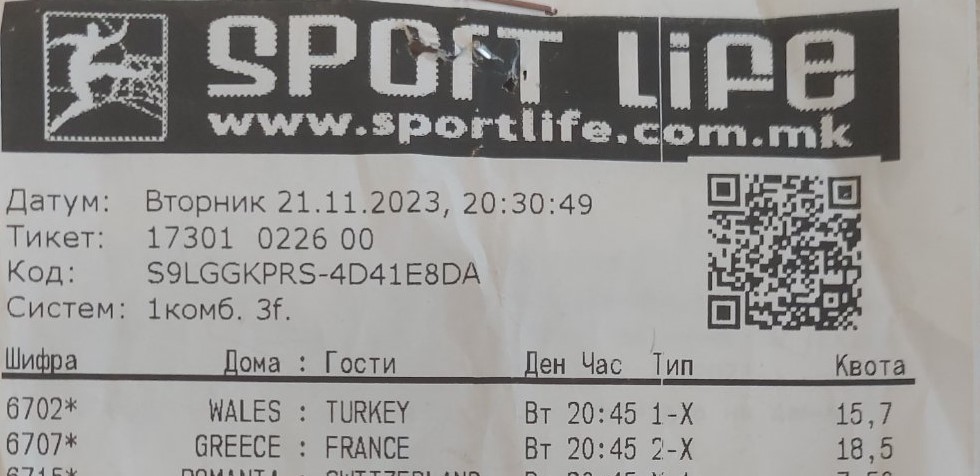 SPORT LIFE
www.sportlife.com.mk
Датум: Вторник 21.11.2023, 20:30:49
Тикет: 17301 0226 00
Код: S9LGGKPRS-4D41E8DA
Систем: 1комб. 3f.
Шифра Дома : Гости Ден Час Тип Квота
6702* WALES : TURKEY Вт 20:45 1-X 15,7
6707* GREECE : FRANCE Вт 20:45 2-X 18,5